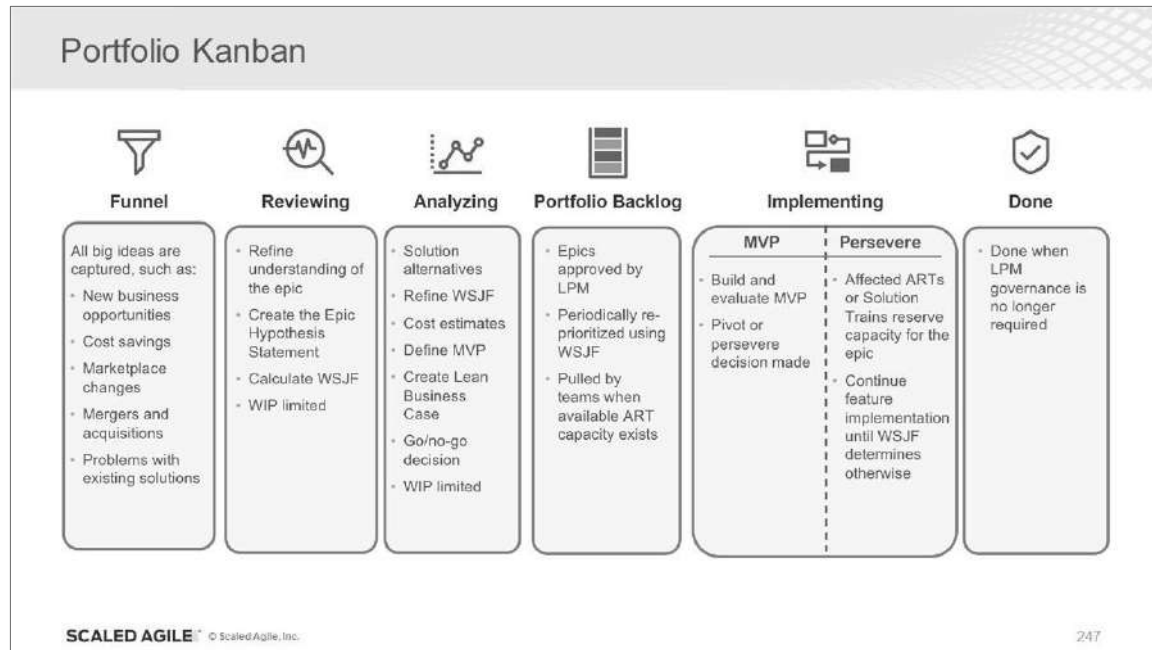 Portfolio Kanban
Funnel
All big ideas are
captured, such as:
• New business
opportunities
• Cost savings
• Marketplace
changes
• Mergers and
acquisitions
• Problems with
existing solutions
Reviewing
• Refine
understanding of
the epic
• Create the Epic
Hypothesis
Statement
• Calculate WSJF
• WIP limited
Analyzing
• Solution
alternatives
• Refine WSJF
• Cost estimates
• Define MVP
• Create Lean
Business
Case
• Go/no-go
decision
• WIP limited
Portfolio Backlog
• Epics
approved by
LPM
• Periodically re-
prioritized using
WSJF
• Pulled by
teams when
available ART
capacity exists
Implementing
MVP
• Build and
evaluate MVP
• Pivot or
persevere
decision made
Persevere
• Affected ARTs
or Solution
Trains reserve
capacity for the
epic
• Continue
feature
implementation
until WSJF
determines
otherwise
Done
• Done when
LPM
governance is
no longer
required
SCALED AGILE © Scaled Agile, Inc.
247